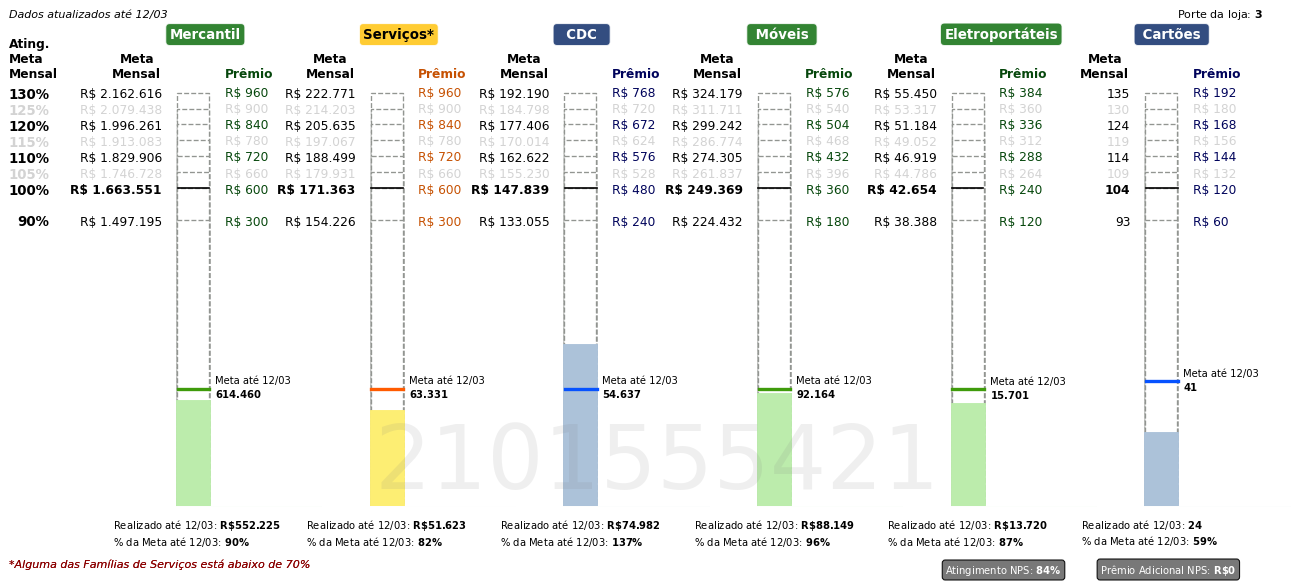 Dados atualizados até 12/03 Porte da loja: 3
Mercantil Serviços* CDC Móveis Eletroportáteis Cartões
Ating.
Meta Meta Meta Meta Meta Meta Meta
Mensal Mensal Prêmio Mensal Prêmio Mensal Prêmio Mensal Prêmio Mensal Prêmio Mensal Prêmio
130% R$ 2.162.616 R$ 960 R$ 222.771 R$ 960 R$ 192.190 R$ 768 R$ 324.179 R$ 576 R$ 55.450 R$ 384 135 R$ 192
125% R$ 2.079.438 R$ 900 R$ 214.203 R$ 900 R$ 184.798 R$ 720 R$ 311.711 R$ 540 R$ 53.317 R$ 360 130 R$ 180
120% R$ 1.996.261 R$ 840 R$ 205.635 R$ 840 R$ 177.406 R$ 672 R$ 299.242 R$ 504 R$ 51.184 R$ 336 124 R$ 168
115% R$ 1.913.083 R$ 780 R$ 197.067 R$ 780 R$ 170.014 R$ 624 R$ 286.774 R$ 468 R$ 49.052 R$ 312 119 R$ 156
110% R$ 1.829.906 R$ 720 R$ 188.499 R$ 720 R$ 162.622 R$ 576 R$ 274.305 R$ 432 R$ 46.919 R$ 288 114 R$ 144
105% R$ 1.746.728 R$ 660 R$ 179.931 R$ 660 R$ 155.230 R$ 528 R$ 261.837 R$ 396 R$ 44.786 R$ 264 109 R$ 132
100% R$ 1.663.551 R$ 600 R$ 171.363 R$ 600 R$ 147.839 R$ 480 R$ 249.369 R$ 360 R$ 42.654 R$ 240 104 R$ 120
90% R$ 1.497.195 R$ 300 R$ 154.226 R$ 300 R$ 133.055 R$ 240 R$ 224.432 R$ 180 R$ 38.388 R$ 120 93 R$ 60
Meta até 12/03 Meta até 12/03 Meta até 12/03 Meta até 12/03 Meta até 12/03 Meta até 12/03
614.460 63.331 54.637 92.164 15.701 41
2101555421
Realizado até 12/03: R$552.225 Realizado até 12/03: R$51.623 Realizado até 12/03: R$74.982 Realizado até 12/03: R$88.149 Realizado até 12/03: R$13.720 Realizado até 12/03: 24
% da Meta até 12/03: 90% % da Meta até 12/03: 82% % da Meta até 12/03: 137% % da Meta até 12/03: 96% % da Meta até 12/03: 87% % da Meta até 12/03: 59%
*Alguma das Famílias de Serviços está abaixo de 70% Atingimento NPS: 84% Prêmio Adicional NPS: R$0